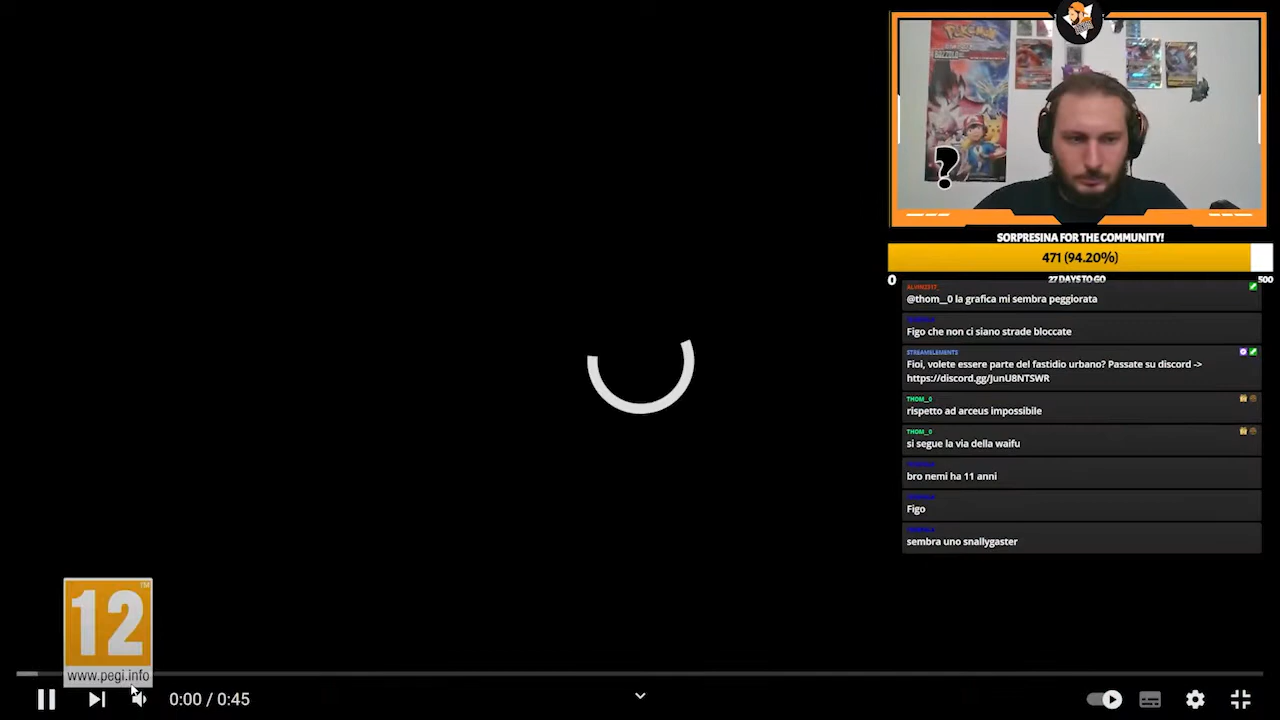 POKÉMON
SORPRESINA FOR THE COMMUNITY!
471 (94.20%)
0
27 DAYS TO GO
500
@thom__0 la grafica mi sembra peggiorata
Figo che non ci siano strade bloccate
STREAMELEMENTS
Fioi, volete essere parte del fastidio urbano? Passate su discord ->
https://discord.gg/JunU8NTSWR
THOM__0
rispetto ad arceus impossibile
THOM__0
si segue la via della waifu
bro nemi ha 11 anni
Figo
sembra uno snallygaster
12
www.pegi.info
0:00 / 0:45